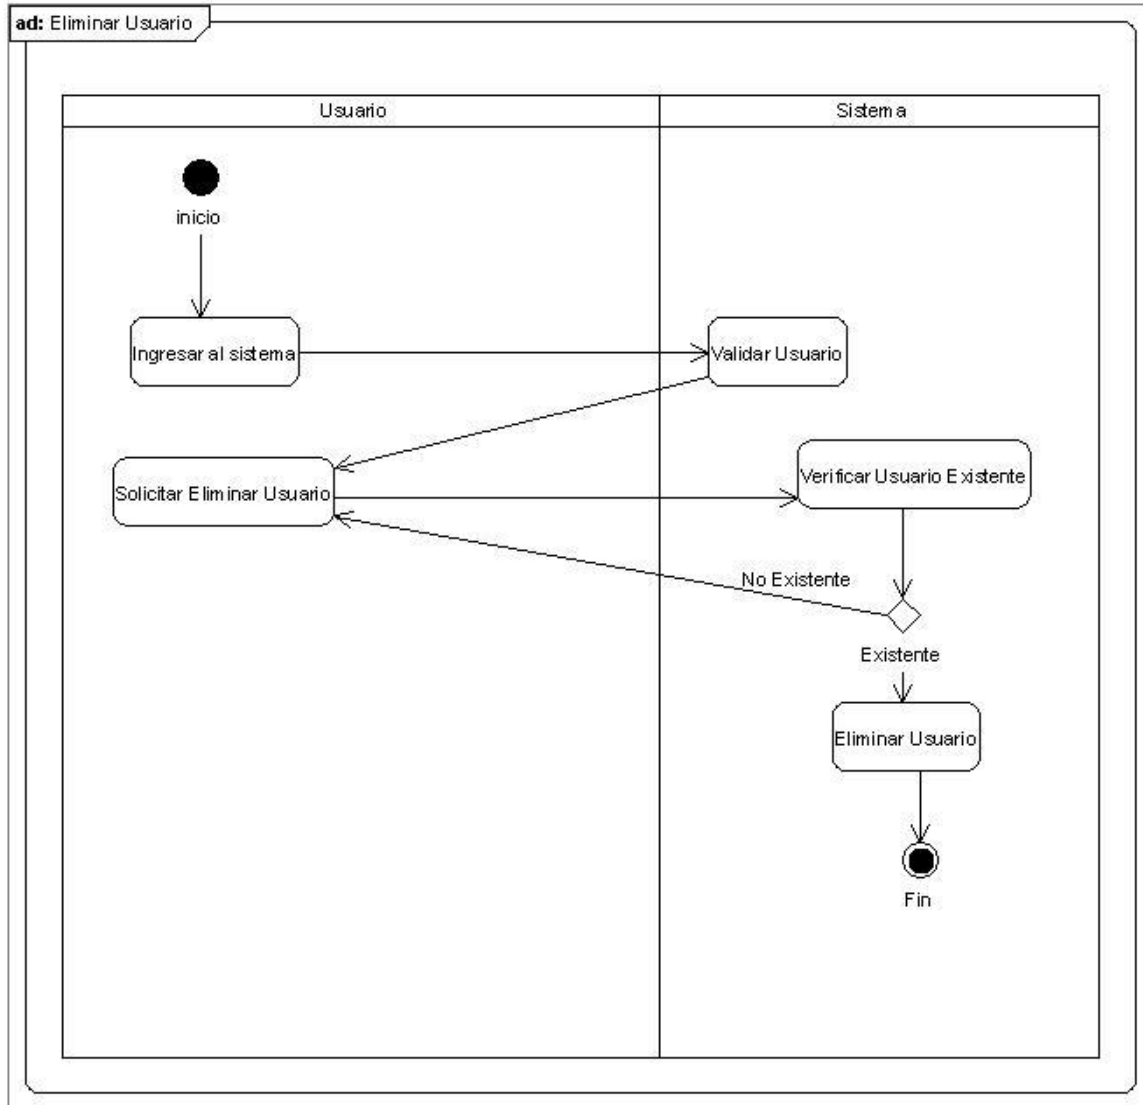 ad: Eliminar Usuario
Usuario
Sistema
inicio
Ingresar al sistema
Validar Usuario
Solicitar Eliminar Usuario
Verificar Usuario Existente
No Existente
Existente
Eliminar Usuario
Fin